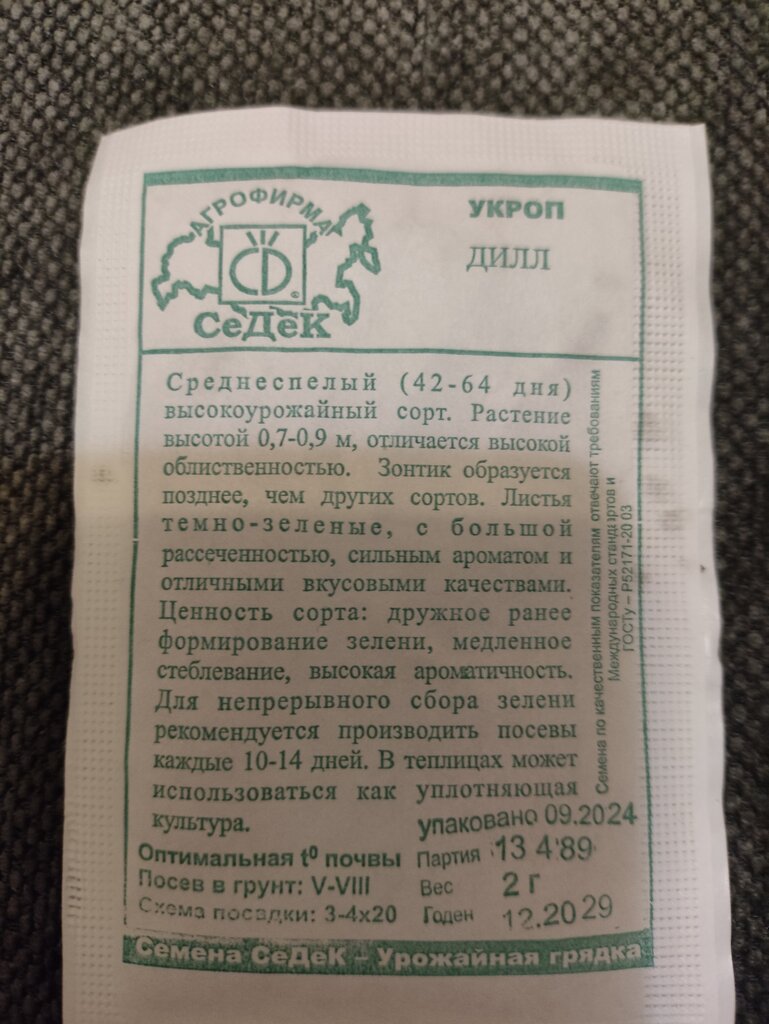 АГРОФИРМА
СФ
©
СеДеК
УКРОП
ДИЛЛ
Среднеспелый (42-64 дня)
высокоурожайный сорт. Растение
высотой 0,7-0,9 м, отличается высокой
облиственностью. Зонтик образуется
позднее, чем других сортов. Листья
темно-зеленые, с большой
рассеченностью, сильным ароматом и
отличными вкусовыми качествами.
Ценность сорта: дружное ранее
формирование зелени, медленное
стеблевание, высокая ароматичность.
Для непрерывного сбора зелени
рекомендуется производить посевы
каждые 10-14 дней. В теплицах может
использоваться как уплотняющая
культура.
Семена по качественным показателям отвечают требованиям
Международных стандартов и
ГОСТу – Р52171-20 03
упаковано 09.2024
Оптимальная t⁰ почвы
Партия 13 4 89
Посев в грунт: V-VIII
Вес 2 г
Схема посадки: 3-4х20
Годен 12.2029
Семена СеДеК – Урожайная грядка